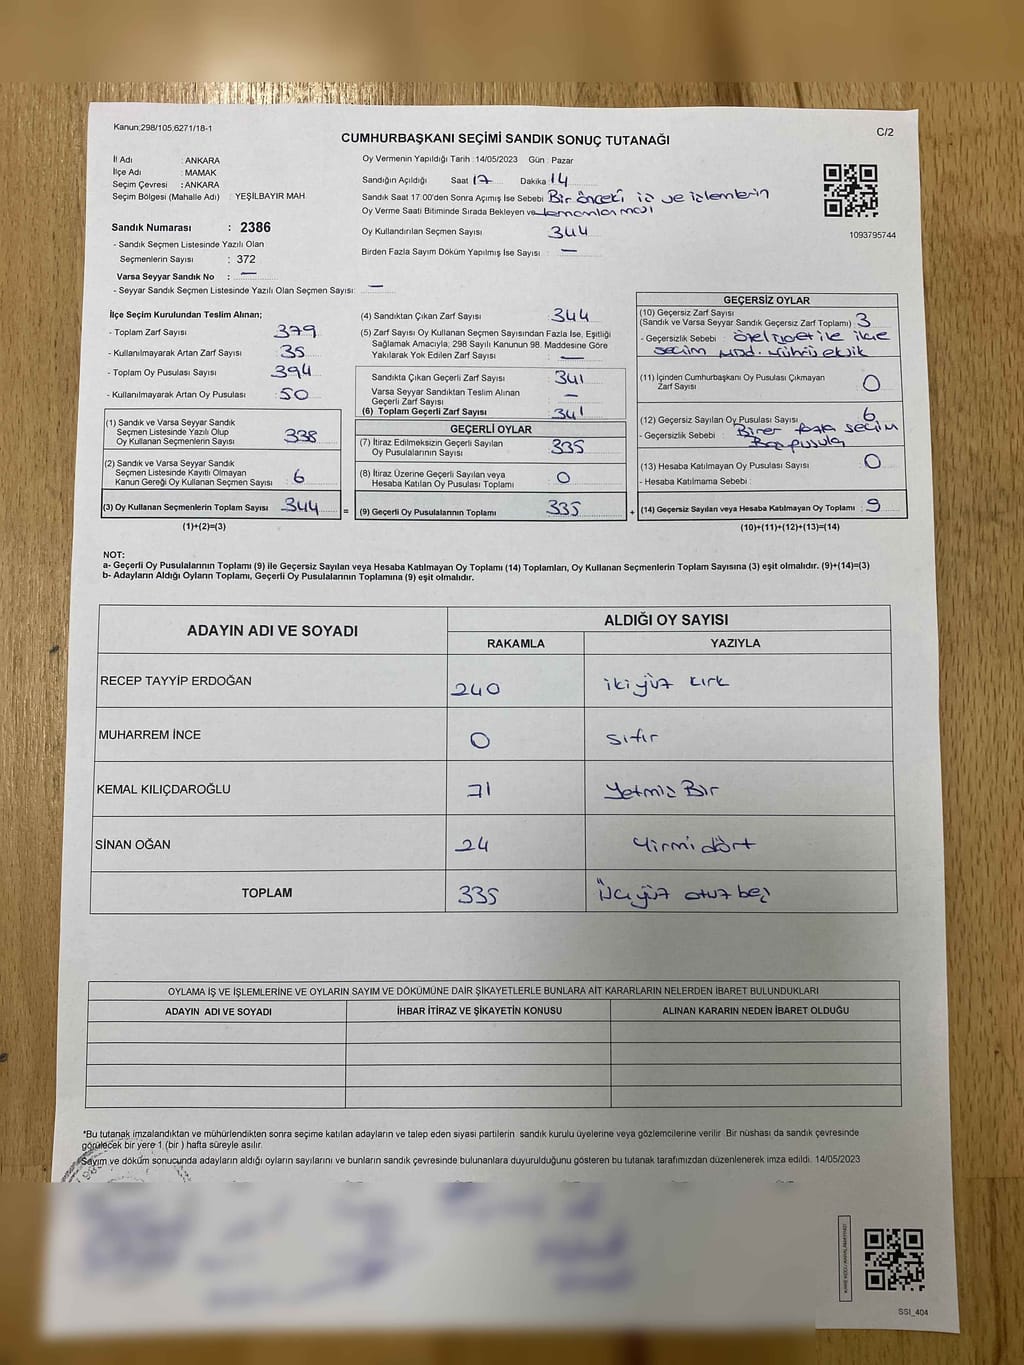 Kanun;298/105;6271/18-1
C/2
CUMHURBAŞKANI SEÇİMİ SANDIK SONUÇ TUTANAĞI
İl Adı : ANKARA
İlçe Adı : MAMAK
Seçim Çevresi : ANKARA
Seçim Bölgesi (Mahalle Adı) : YEŞİLBAYIR MAH
Sandık Numarası : 2386
- Sandık Seçmen Listesinde Yazılı Olan
Seçmenlerin Sayısı : 372
Varsa Seyyar Sandık No : —
- Seyyar Sandık Seçmen Listesinde Yazılı Olan Seçmen Sayısı: —
Oy Vermenin Yapıldığı Tarih : 14/05/2023 Gün : Pazar
Sandığın Açıldığı Saat 17 Dakika 14
Sandık Saat 17:00'den Sonra Açımış İse Sebebi Bir önceki iş ve işlemlerin
Oy Verme Saati Bitiminde Sırada Bekleyen ve tamamlanması
Oy Kullandırılan Seçmen Sayısı 344
Birden Fazla Sayım Döküm Yapılmış İse Sayısı : —
1093795744
İlçe Seçim Kurulundan Teslim Alınan;
- Toplam Zarf Sayısı 379
- Kullanılmayarak Artan Zarf Sayısı 35
- Toplam Oy Pusulası Sayısı 394
- Kullanılmayarak Artan Oy Pusulası 50
(1) Sandık ve Varsa Seyyar Sandık
Seçmen Listesinde Yazılı Olup
Oy Kullanan Seçmenlerin Sayısı 338
(2) Sandık ve Varsa Seyyar Sandık
Seçmen Listesinde Kayıtlı Olmayan
Kanun Gereği Oy Kullanan Seçmen Sayısı : 6
(3) Oy Kullanan Seçmenlerin Toplam Sayısı 344 =
(1)+(2)=(3)
(4) Sandıktan Çıkan Zarf Sayısı : 344
(5) Zarf Sayısı Oy Kullanan Seçmen Sayısından Fazla İse, Eşitliği
Sağlamak Amacıyla; 298 Sayılı Kanunun 98. Maddesine Göre
Yakılarak Yok Edilen Zarf Sayısı : —
Sandıkta Çıkan Geçerli Zarf Sayısı : 341
Varsa Seyyar Sandıktan Teslim Alınan
Geçerli Zarf Sayısı : —
(6) Toplam Geçerli Zarf Sayısı : 341
GEÇERLİ OYLAR
(7) İtiraz Edilmeksizin Geçerli Sayılan
Oy Pusulalarının Sayısı : 335
(8) İtiraz Üzerine Geçerli Sayılan veya
Hesaba Katılan Oy Pusulası Toplamı : 0
(9) Geçerli Oy Pusulalarının Toplamı : 335 +
GEÇERSİZ OYLAR
(10) Geçersiz Zarf Sayısı
(Sandık ve Varsa Seyyar Sandık Geçersiz Zarf Toplamı) : 3
- Geçersizlik Sebebi : ile ilçe
seçim Müd. Mührü eksik
(11) İçinden Cumhurbaşkanı Oy Pusulası Çıkmayan
Zarf Sayısı : 0
(12) Geçersiz Sayılan Oy Pusulası Sayısı : 6
- Geçersizlik Sebebi : Birer fazla seçim
Boş pusula
(13) Hesaba Katılmayan Oy Pusulası Sayısı : 0
- Hesaba Katılmama Sebebi :
(14) Geçersiz Sayılan veya Hesaba Katılmayan Oy Toplamı : 9
(10)+(11)+(12)+(13)=(14)
NOT:
a- Geçerli Oy Pusulalarının Toplamı (9) ile Geçersiz Sayılan veya Hesaba Katılmayan Oy Toplamı (14) Toplamları, Oy Kullanan Seçmenlerin Toplam Sayısına (3) eşit olmalıdır. (9)+(14)=(3)
b- Adayların Aldığı Oyların Toplamı, Geçerli Oy Pusulalarının Toplamına (9) eşit olmalıdır.
ADAYIN ADI VE SOYADI ALDIĞI OY SAYISI
RAKAMLA YAZIYLA
RECEP TAYYİP ERDOĞAN 240 iki yüz kırk
MUHARREM İNCE 0 sıfır
KEMAL KILIÇDAROĞLU 71 Yetmiş Bir
SİNAN OĞAN 24 Yirmi dört
TOPLAM 335 Üç yüz otuz beş
OYLAMA İŞ VE İŞLEMLERİNE VE OYLARIN SAYIM VE DÖKÜMÜNE DAİR ŞİKAYETLERLE BUNLARA AİT KARARLARIN NELERDEN İBARET BULUNDUKLARI
ADAYIN ADI VE SOYADI İHBAR İTİRAZ VE ŞİKAYETİN KONUSU ALINAN KARARIN NEDEN İBARET OLDUĞU
*Bu tutanak imzalandıktan ve mühürlendikten sonra seçime katılan adayların ve talep eden siyasi partilerin sandık kurulu üyelerine veya gözlemcilerine verilir. Bir nüshası da sandık çevresinde
görülecek bir yere 1 (bir ) hafta süreyle asılır.
Sayım ve döküm sonucunda adayların aldığı oyların sayılarını ve bunların sandık çevresinde bulunanlara duyurulduğunu gösteren bu tutanak tarafımızdan düzenlenerek imza edildi. 14/05/2023
SSI_404